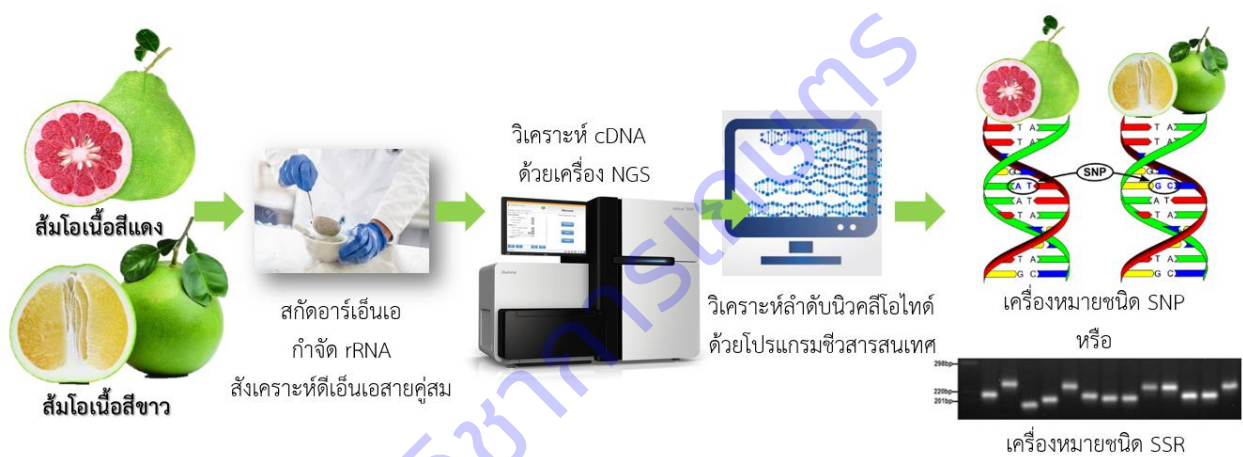 ส้มโอเนื้อสีแดง
ส้มโอเนื้อสีขาว
สกัดอาร์เอ็นเอ
กำจัด rRNA
สังเคราะห์ดีเอ็นเอสายคู่สม
วิเคราะห์ cDNA
ด้วยเครื่อง NGS
วิเคราะห์ลำดับนิวคลีโอไทด์
ด้วยโปรแกรมชีวสารสนเทศ
T A
T A
G
A T
A T
T A
G
T A
G C
SNP
T A
T A
G
G C
A T
T A
G
T A
G C
เครื่องหมายชนิด SNP
หรือ
298bp
220bp
201bp
เครื่องหมายชนิด SSR